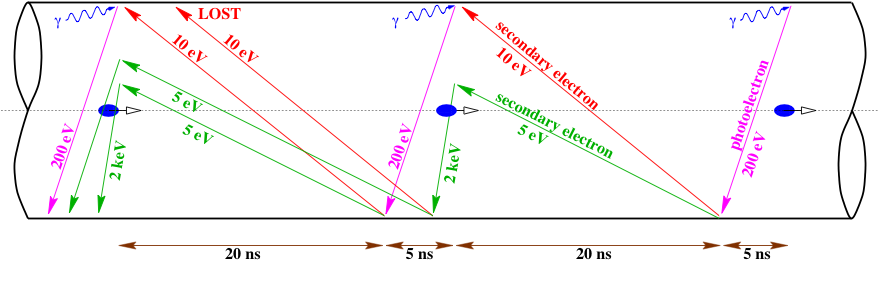 γ
LOST
γ
γ
10 eV
10 eV
secondary electron
10 eV
5 eV
5 eV
secondary electron
5 eV
200 eV
2 keV
200 eV
2 keV
photoelectron
200 eV
20 ns
5 ns
20 ns
5 ns